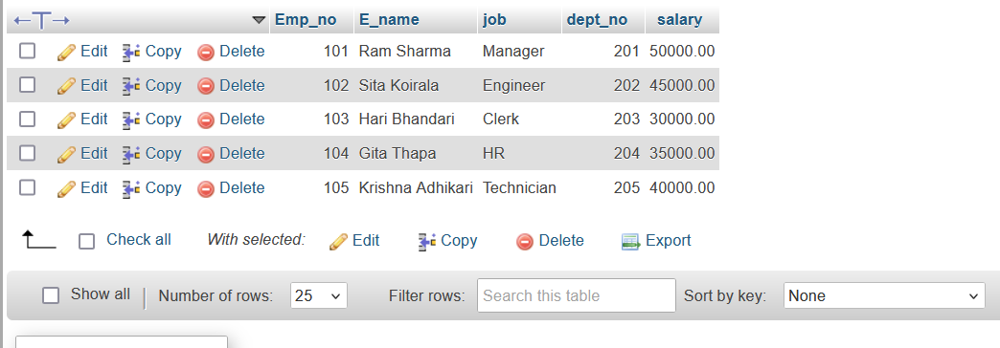 Emp_no E_name job dept_no salary
Edit Copy Delete 101 Ram Sharma Manager 201 50000.00
Edit Copy Delete 102 Sita Koirala Engineer 202 45000.00
Edit Copy Delete 103 Hari Bhandari Clerk 203 30000.00
Edit Copy Delete 104 Gita Thapa HR 204 35000.00
Edit Copy Delete 105 Krishna Adhikari Technician 205 40000.00
Check all With selected: Edit Copy Delete Export
Show all Number of rows: 25 Filter rows: Search this table Sort by key: None